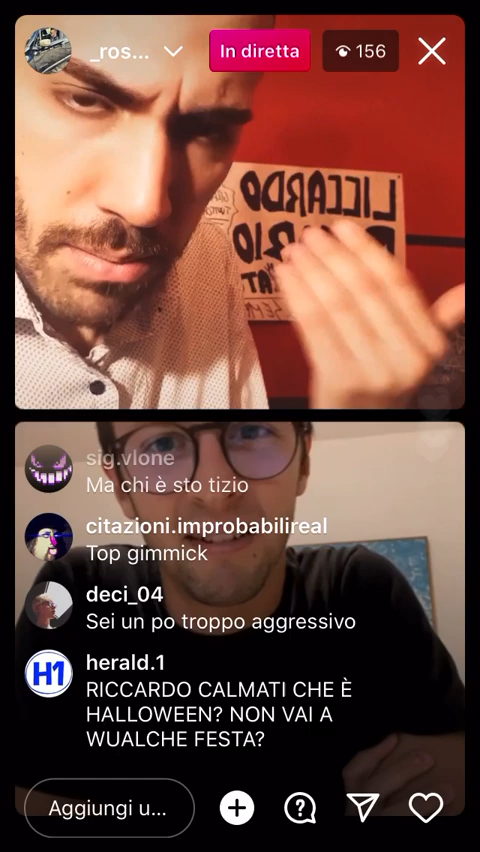 _ros...
In diretta
156
LICCARDO
sig.vlone
Ma chi è sto tizio
citazioni.improbabilireal
Top gimmick
deci_04
Sei un po troppo aggressivo
H1
herald.1
RICCARDO CALMATI CHE È
HALLOWEEN? NON VAI A
WUALCHE FESTA?
Aggiungi u...